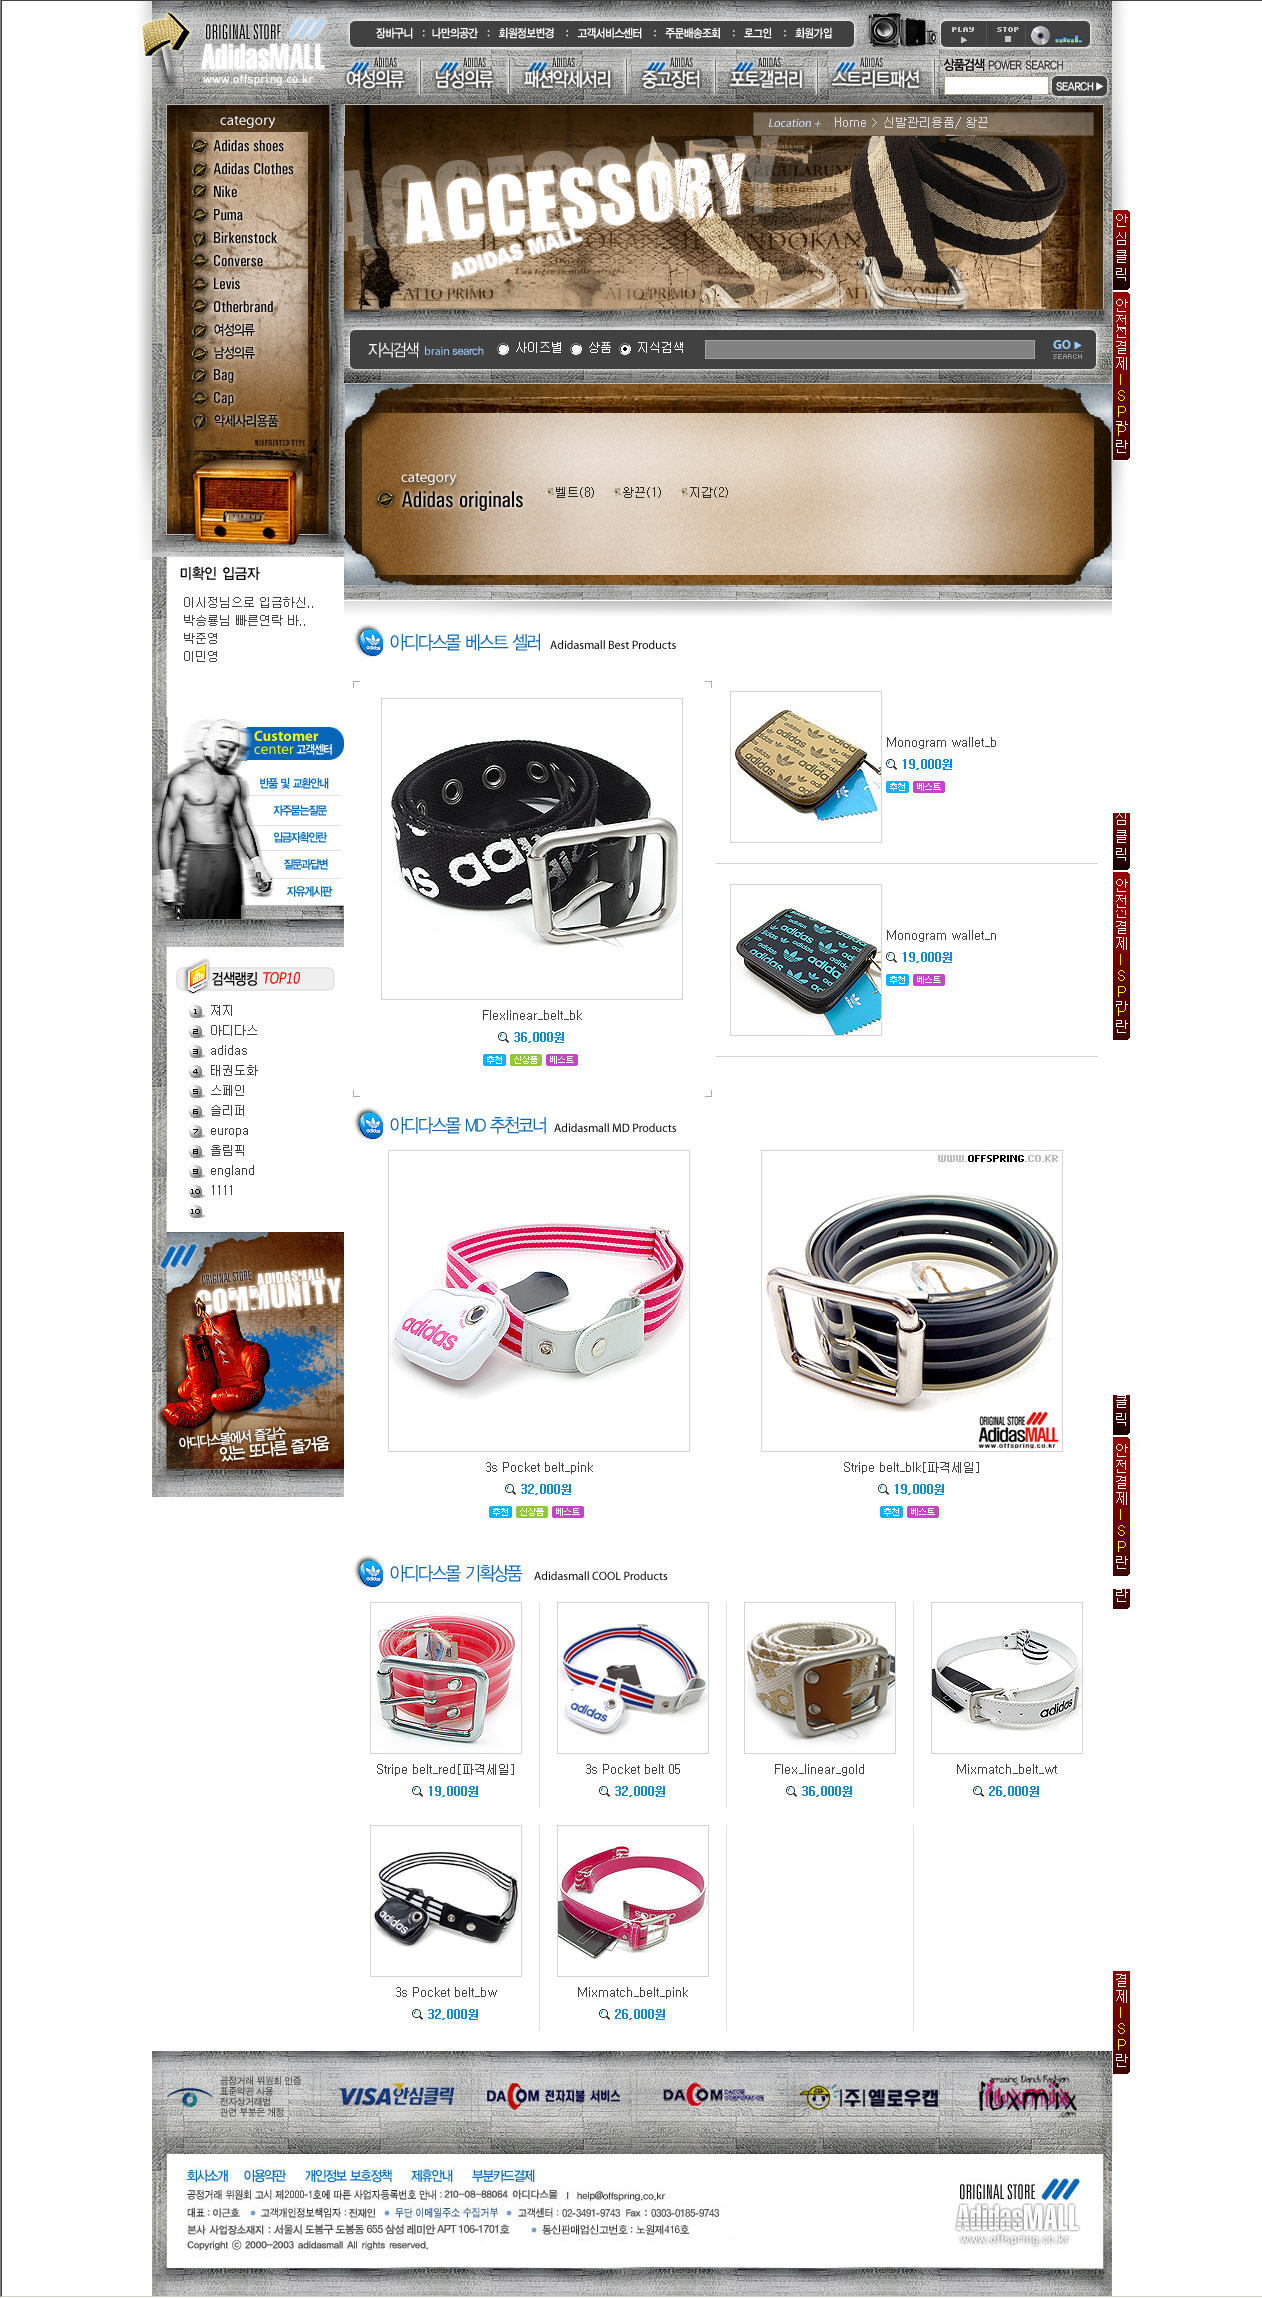 ORIGINAL STORE
AdidasMALL
www.offspring.co.kr
장바구니 : 나만의공간 : 회원정보변경 : 고객서비스센터 : 주문배송조회 : 로그인 : 회원가입
PLAY STOP
ADIDAS ADIDAS ADIDAS ADIDAS ADIDAS ADIDAS
여성의류 남성의류 패션악세서리 중고장터 포토갤러리 스트리트패션
상품검색 POWER SEARCH
SEARCH
category
Adidas shoes
Adidas Clothes
Nike
Puma
Birkenstock
Converse
Levis
Otherbrand
여성의류
남성의류
Bag
Cap
악세사리용품
MISPRINTED TYPE
Location + Home > 신발관리용품/ 왕끈
ACCESSORY
ADIDAS MALL
지식검색 brain search 사이즈별 상품 지식검색
GO
SEARCH
category
Adidas originals
벨트(8) 왕끈(1) 지갑(2)
안심클릭
안전결제ISP란
미확인 입금자
이시정님으로 입금하신..
박승룡님 빠른연락 바..
박준영
이민영
Customer
center 고객센터
반품 및 교환안내
자주묻는질문
입금자확인란
질문과답변
자유게시판
검색랭킹 TOP10
1 져지
2 아디다스
3 adidas
4 태권도화
5 스페인
6 슬리퍼
7 europa
8 올림픽
9 england
10 1111
10
ORIGINAL STORE ADIDASMALL
COMMUNITY
아디다스몰에서 즐길수
있는 또다른 즐거움
아디다스몰 베스트 셀러 Adidasmall Best Products
Flexlinear_belt_bk
36,000원
추천 신상품 베스트
Monogram wallet_b
19,000원
추천 베스트
Monogram wallet_n
19,000원
추천 베스트
아디다스몰 MD 추천코너 Adidasmall MD Products
adidas
3s Pocket belt_pink
32,000원
추천 신상품 베스트
WWW.OFFSPRING.CO.KR
ORIGINAL STORE
AdidasMALL
www.offspring.co.kr
Stripe belt_blk[파격세일]
19,000원
추천 베스트
아디다스몰 기획상품 Adidasmall COOL Products
Stripe belt_red[파격세일]
19,000원
adidas
3s Pocket belt 05
32,000원
Flex_linear_gold
36,000원
adidas
Mixmatch_belt_wt
26,000원
adidas
3s Pocket belt_bw
32,000원
Mixmatch_belt_pink
26,000원
안전결제ISP란
결제ISP란
공정거래 위원회 인증
표준약관 사용
전자상거래법
관련 부분은 개정
VISA안심클릭
DACOM 전자지불 서비스
DACOM DACOM CORPORATION
(주)옐로우캡
iluxmix
.com
회사소개 이용약관 개인정보 보호정책 제휴안내 부분카드결제
공정거래 위원회 고시 제2000-1호에 따른 사업자등록번호 안내 : 210-08-88064 아디다스몰 | help@offspring.co.kr
대표 : 이근호 고객개인정보책임자 : 진재인 무단 이메일주소 수집거부 고객센터 : 02-3491-9743 Fax : 0303-0185-9743
본사 사업장소재지 : 서울시 도봉구 도봉동 655 삼성 레미안 APT 106-1701호 통신판매업신고번호 : 노원제416호
Copyright ⓒ 2000-2003 adidasmall All rights reserved.
ORIGINAL STORE
AdidasMALL
www.offspring.co.kr